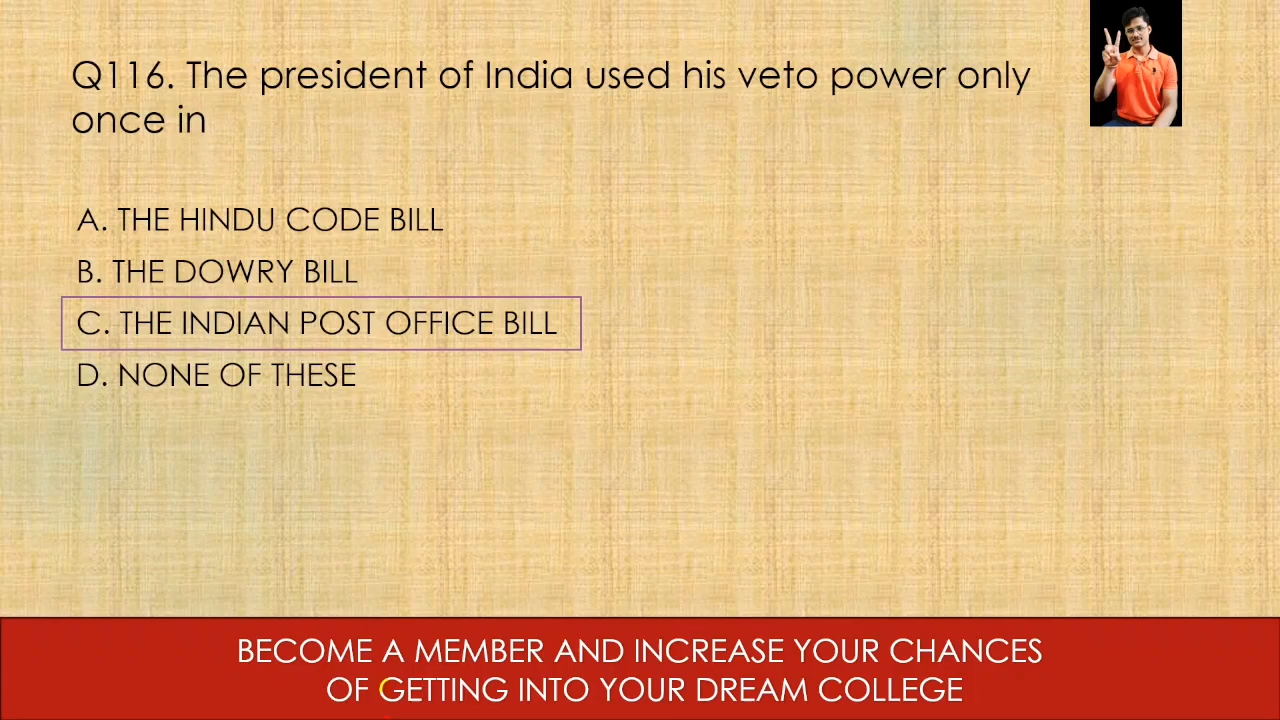 Q116. The president of India used his veto power only
once in
A. THE HINDU CODE BILL
B. THE DOWRY BILL
C. THE INDIAN POST OFFICE BILL
D. NONE OF THESE
BECOME A MEMBER AND INCREASE YOUR CHANCES
OF GETTING INTO YOUR DREAM COLLEGE